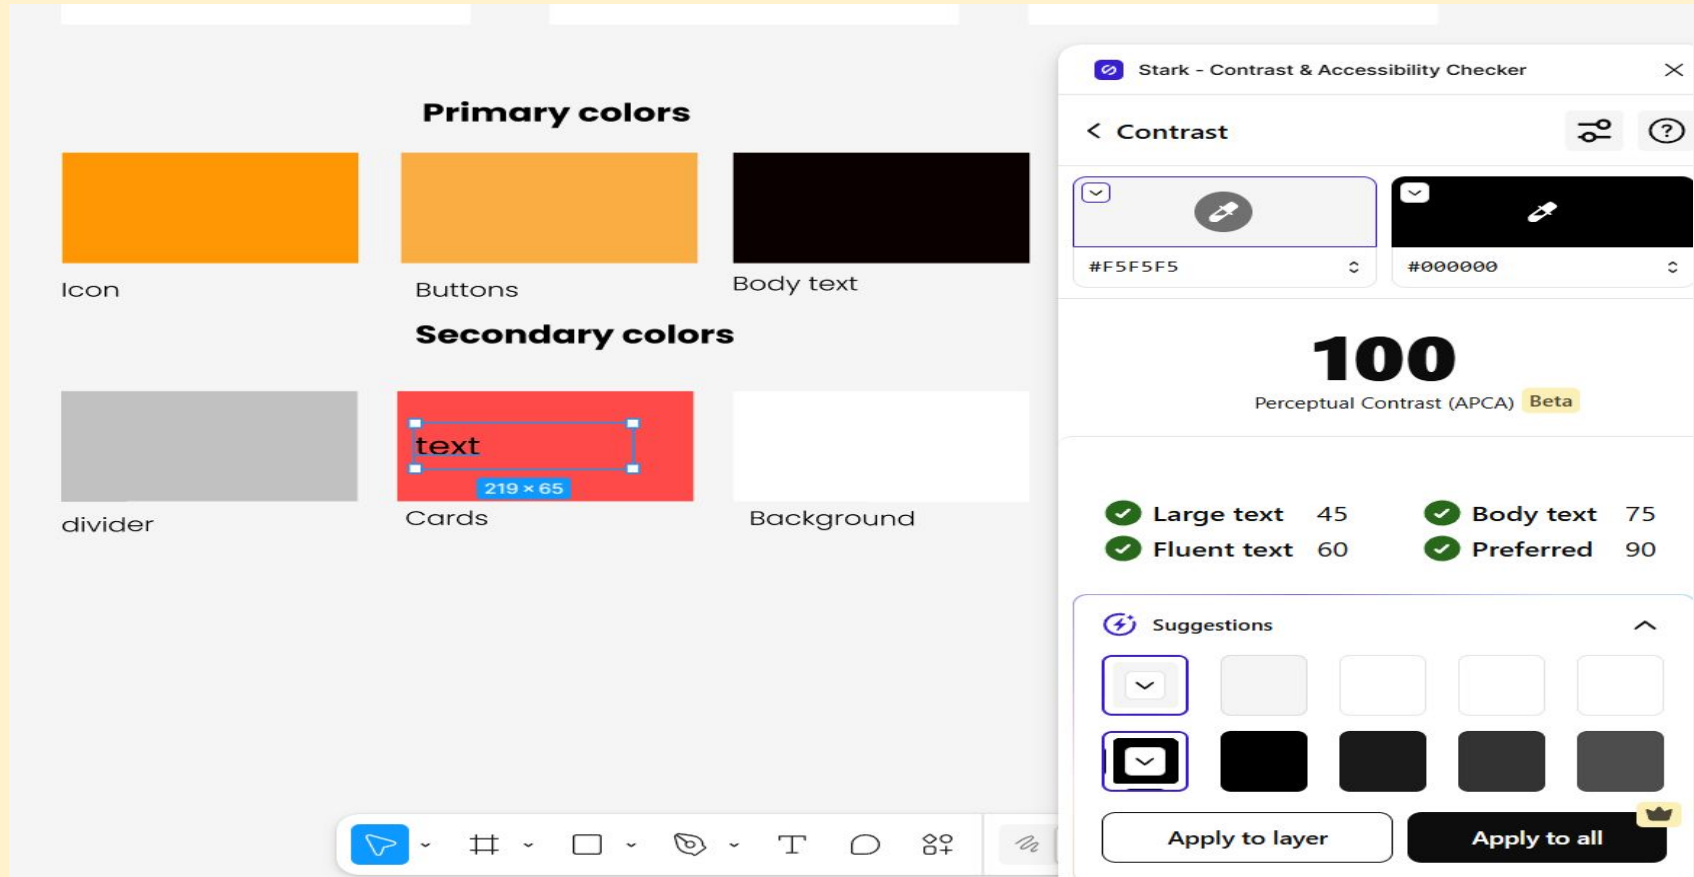 Stark - Contrast & Accessibility Checker
Contrast
#F5F5F5
#000000
100
Perceptual Contrast (APCA) Beta
Large text 45
Body text 75
Fluent text 60
Preferred 90
Suggestions
Apply to layer
Apply to all
Primary colors
Icon
Buttons
Body text
Secondary colors
text
219 × 65
divider
Cards
Background